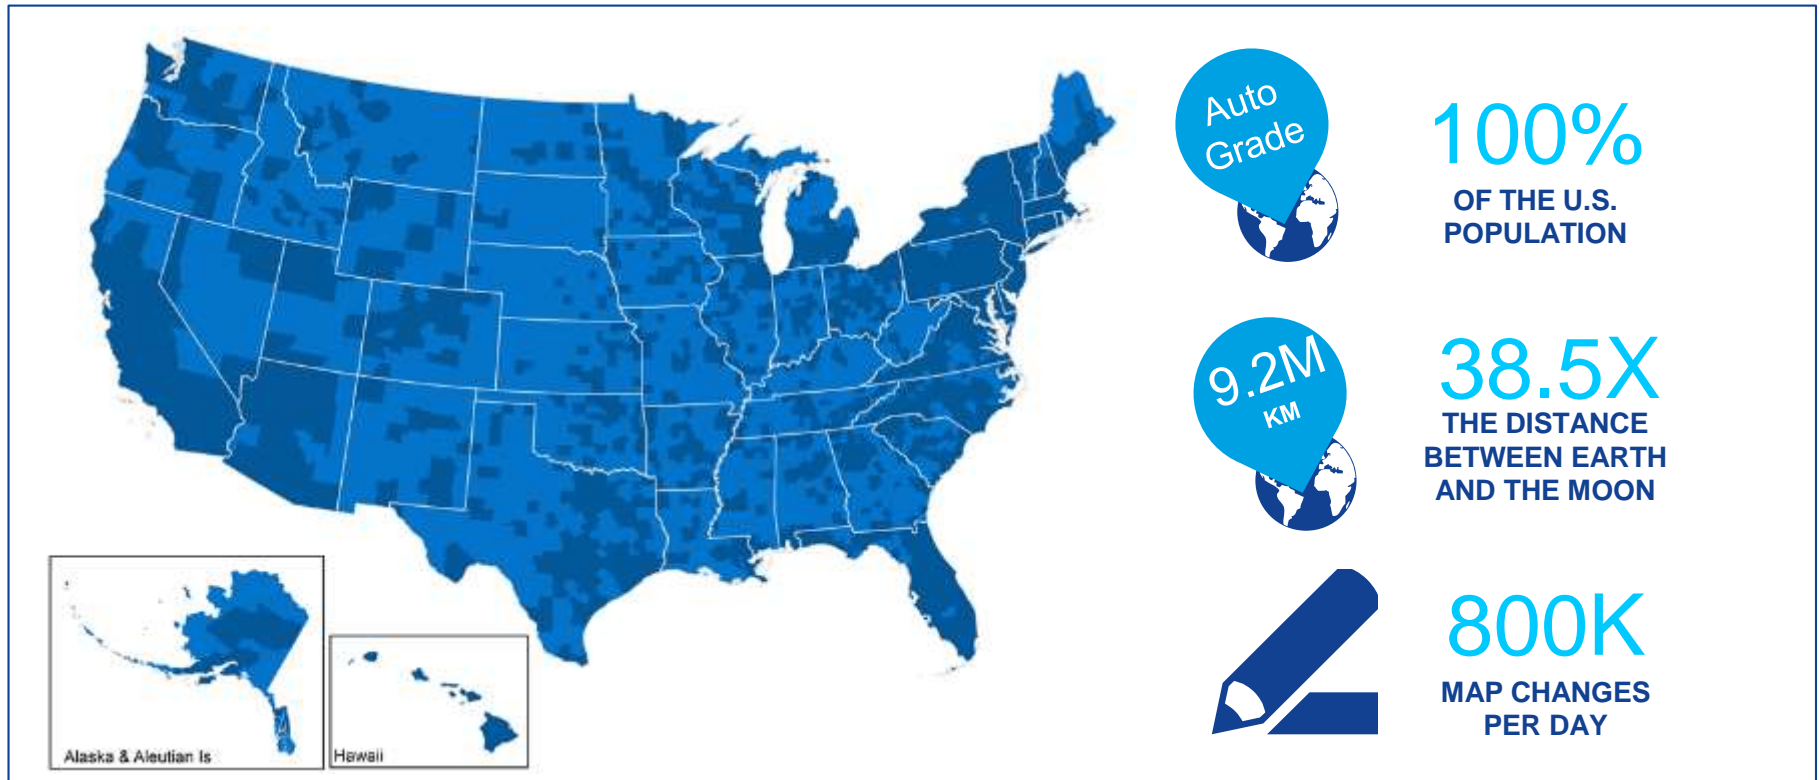 Auto
Grade
100%
OF THE U.S.
POPULATION
9.2M
KM
38.5X
THE DISTANCE
BETWEEN EARTH
AND THE MOON
800K
MAP CHANGES
PER DAY
Alaska & Aleutian Is
Hawaii